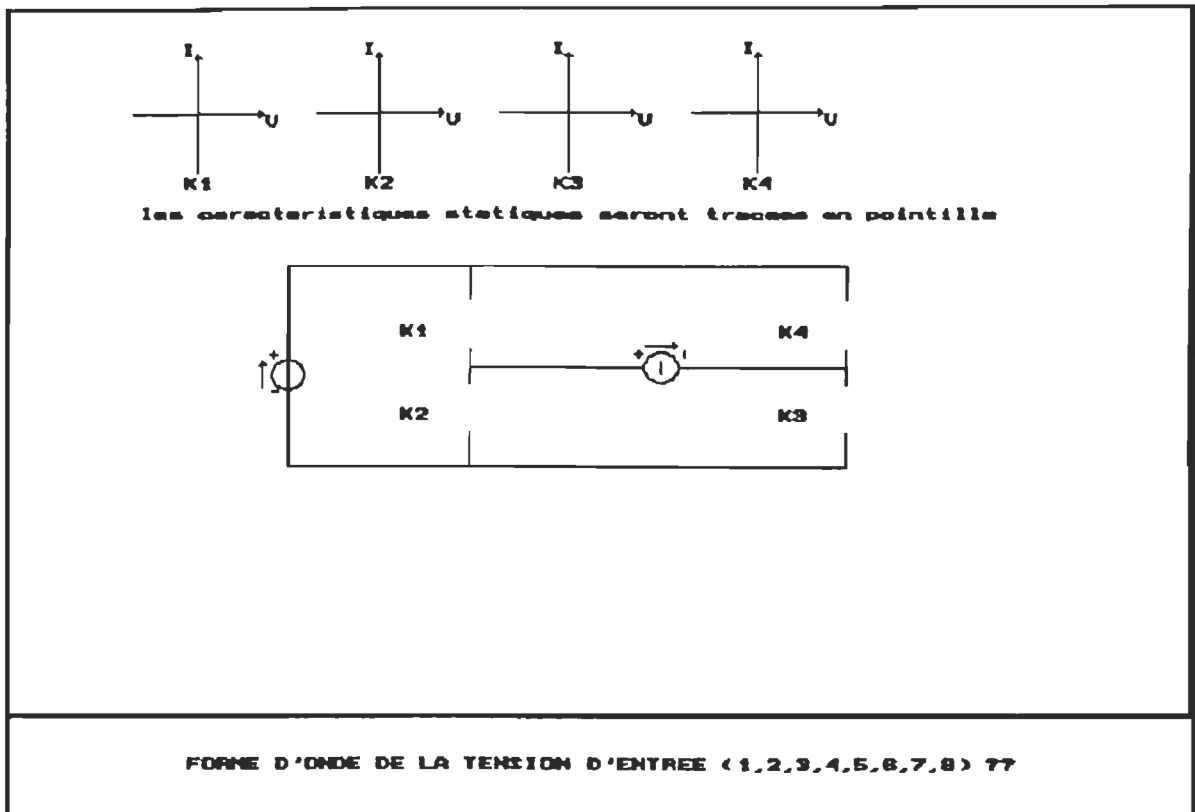 I I I I
U U U U
K1 K2 K3 K4
les caracteristiques statiques seront traces en pointille
K1 K4
+
+ I
K2 K3
FORME D'ONDE DE LA TENSION D'ENTREE (1,2,3,4,5,6,7,8) ??